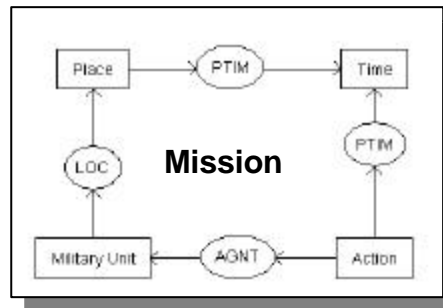 Place PTIM Time
LOC Mission PTIM
Military Unit AGNT Action